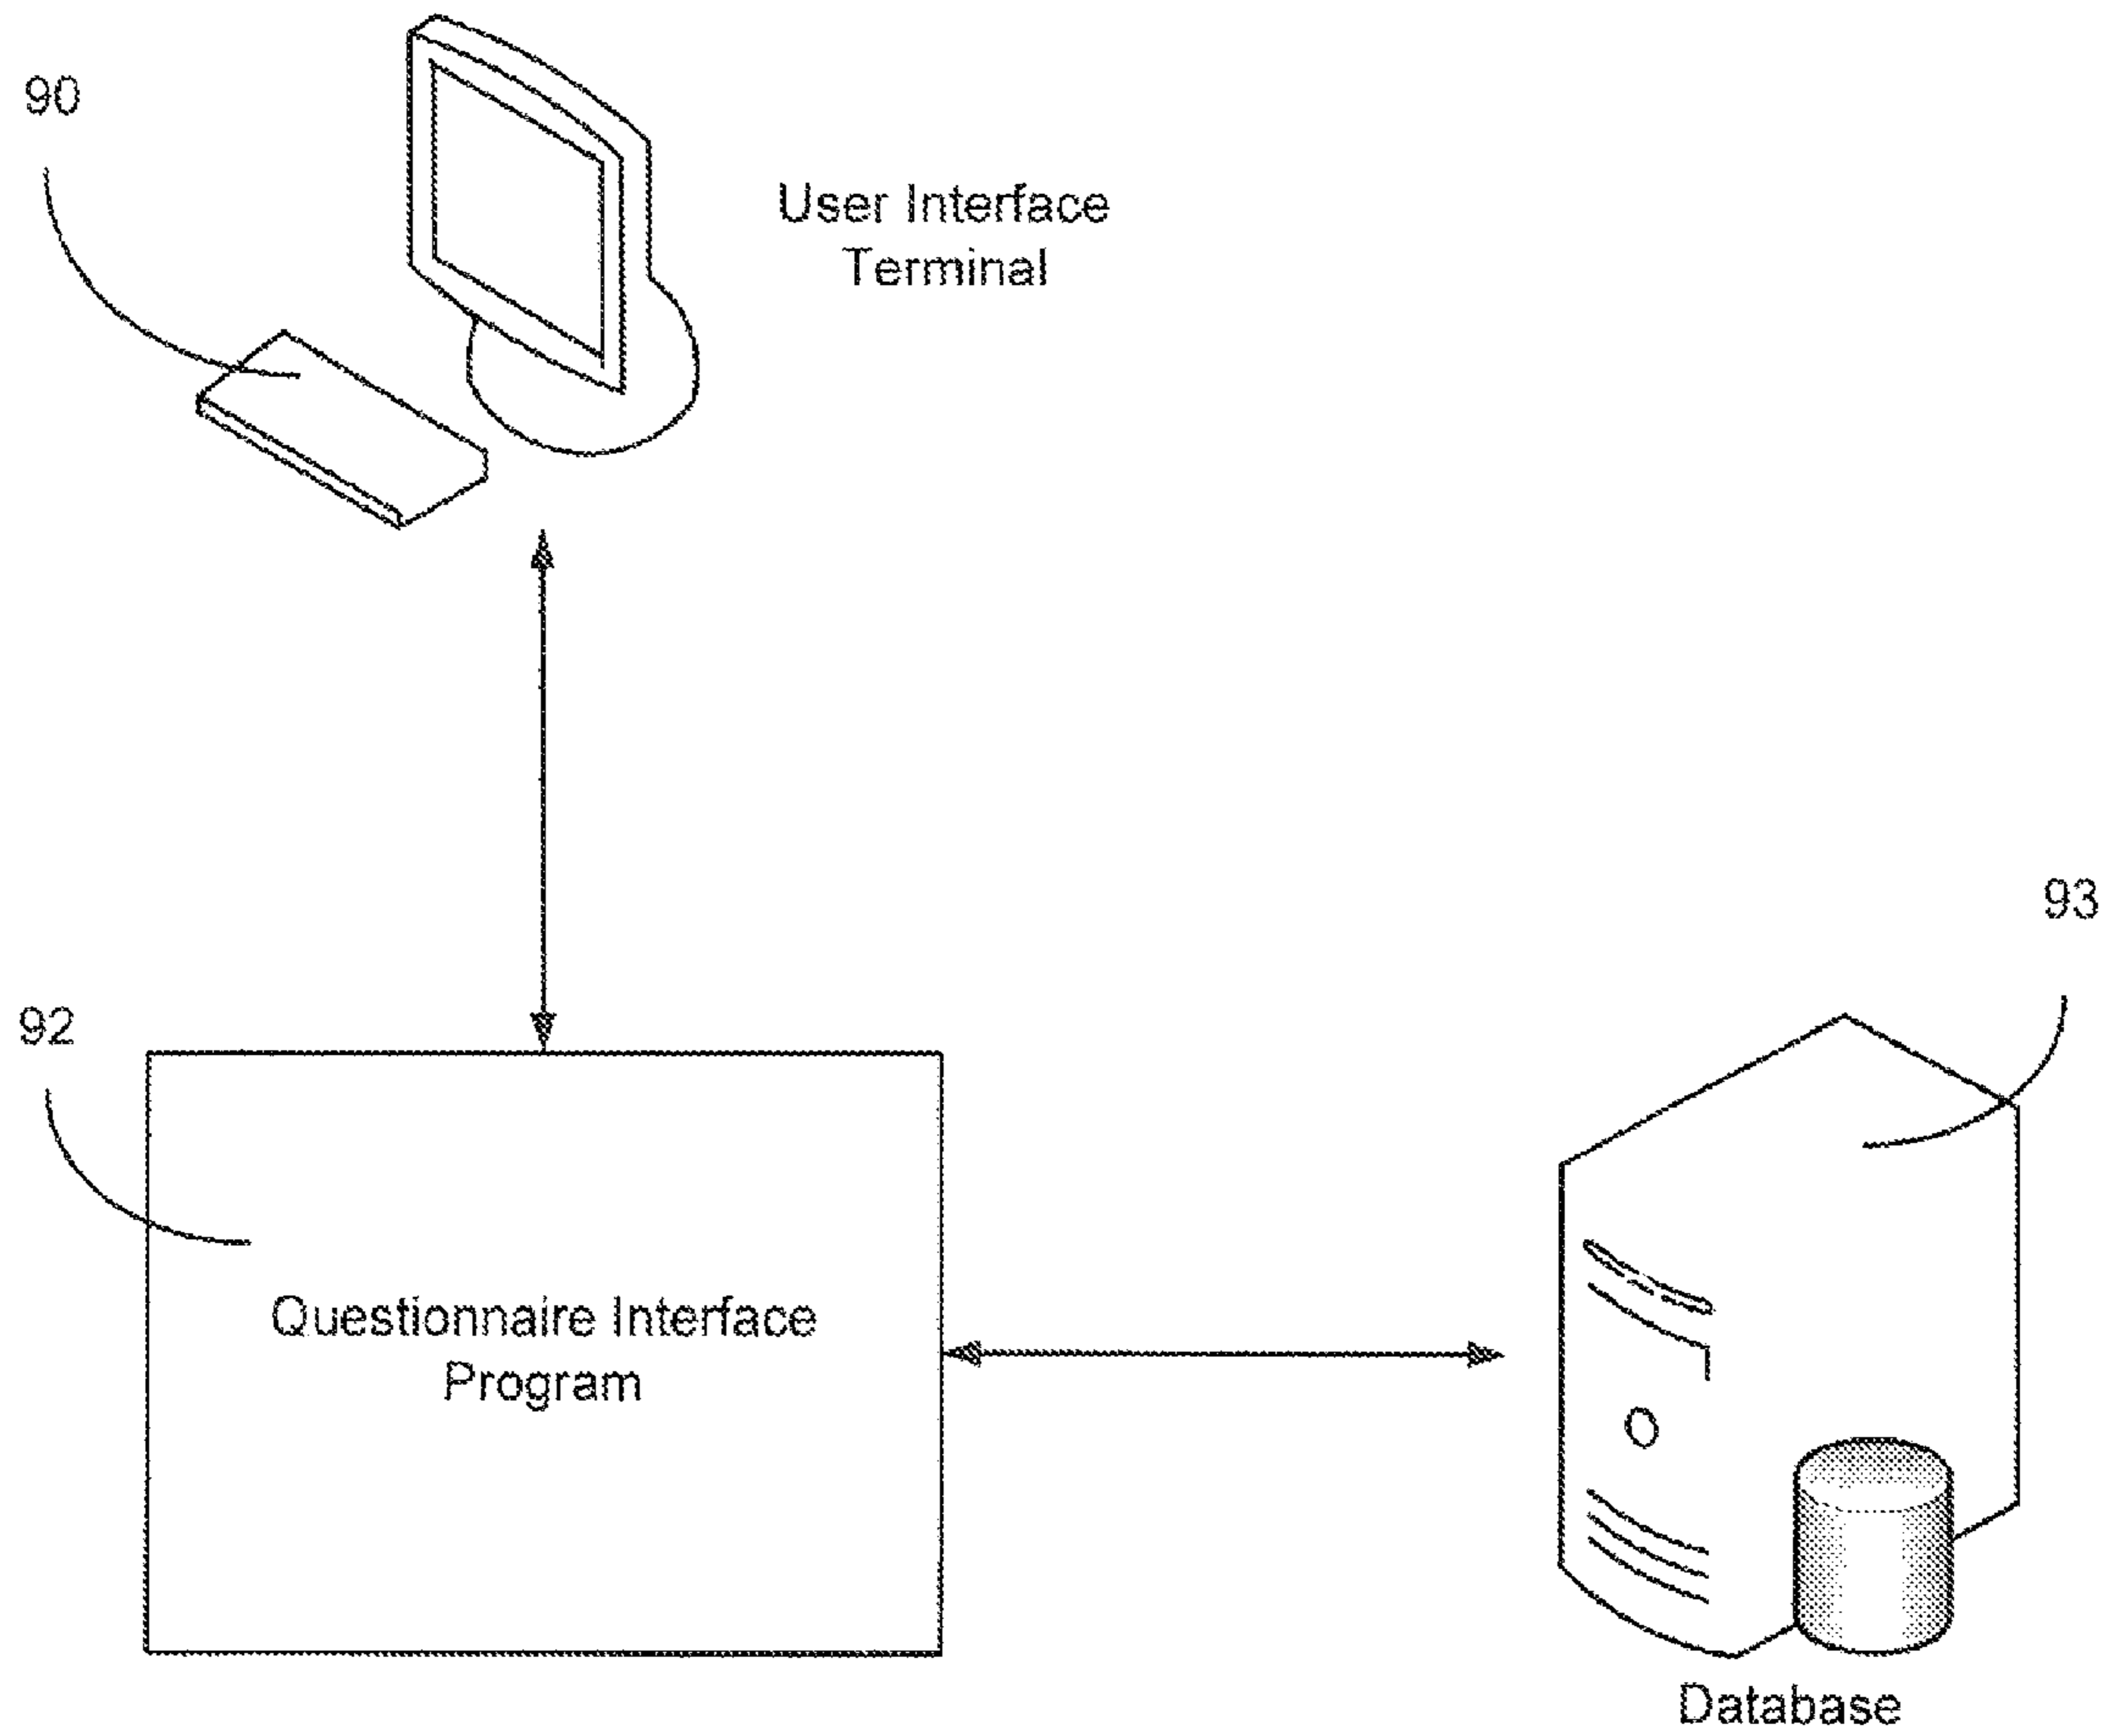 90
User Interface
Terminal
93
92
Questionnaire Interface
Program
Database